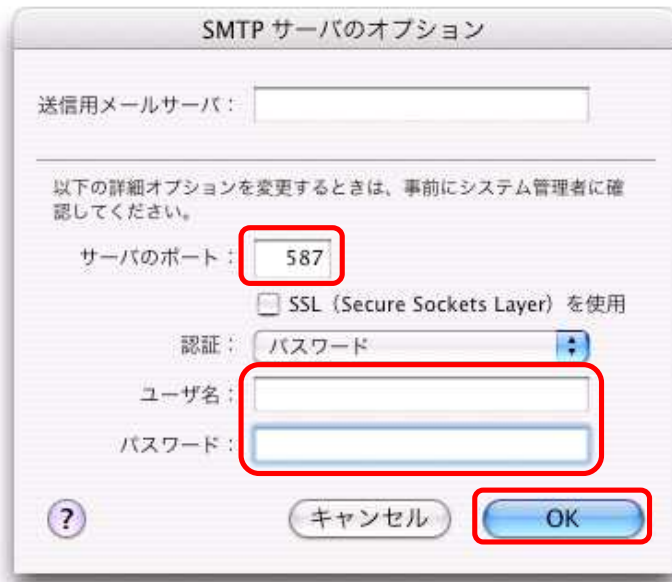 SMTP サーバのオプション
送信用メールサーバ：
以下の詳細オプションを変更するときは、事前にシステム管理者に確
認してください。
サーバのポート： 587
SSL（Secure Sockets Layer）を使用
認証： パスワード
ユーザ名：
パスワード：
? キャンセル OK